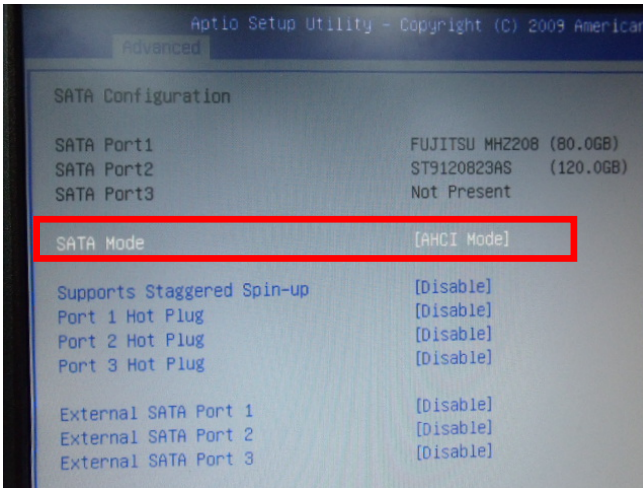 Aptio Setup Utility - Copyright (C) 2009 American
Advanced
SATA Configuration
SATA Port1 FUJITSU MHZ208 (80.0GB)
SATA Port2 ST9120823AS (120.0GB)
SATA Port3 Not Present
SATA Mode [AHCI Mode]
Supports Staggered Spin-up [Disable]
Port 1 Hot Plug [Disable]
Port 2 Hot Plug [Disable]
Port 3 Hot Plug [Disable]
External SATA Port 1 [Disable]
External SATA Port 2 [Disable]
External SATA Port 3 [Disable]